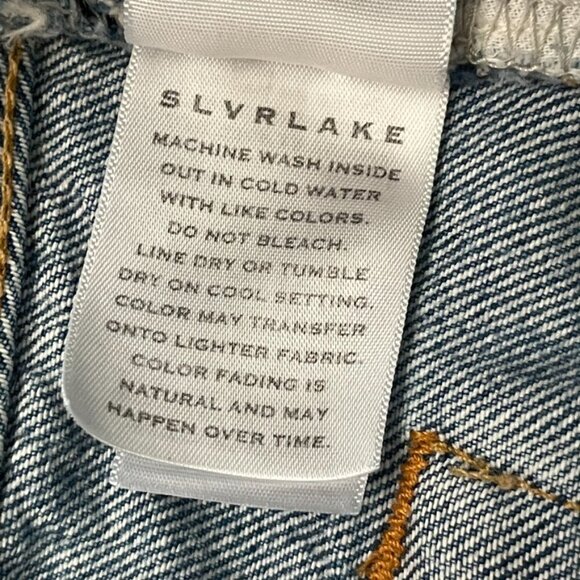 SLVRLAKE
MACHINE WASH INSIDE
OUT IN COLD WATER
WITH LIKE COLORS.
DO NOT BLEACH.
LINE DRY OR TUMBLE
DRY ON COOL SETTING.
COLOR MAY TRANSFER
ONTO LIGHTER FABRIC.
COLOR FADING IS
NATURAL AND MAY
HAPPEN OVER TIME.